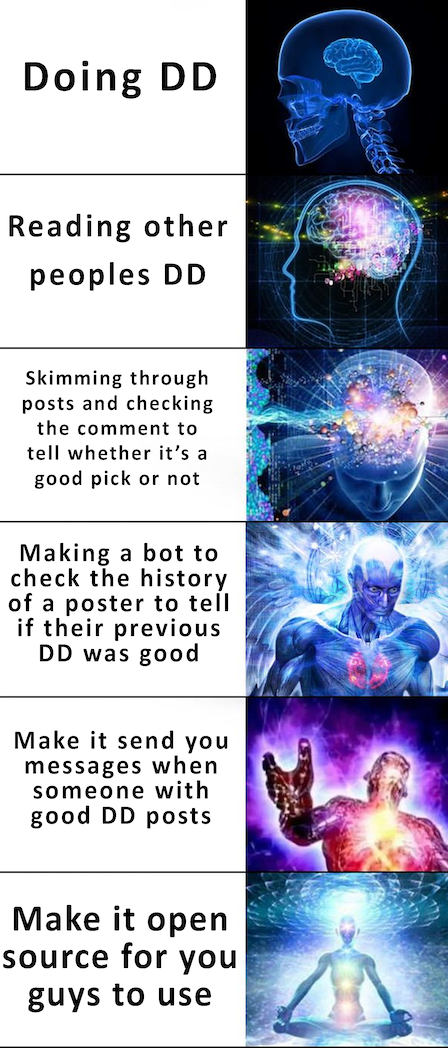 Doing DD
Reading other
peoples DD
Skimming through
posts and checking
the comment to
tell whether it’s a
good pick or not
Making a bot to
check the history
of a poster to tell
if their previous
DD was good
Make it send you
messages when
someone with
good DD posts
Make it open
source for you
guys to use